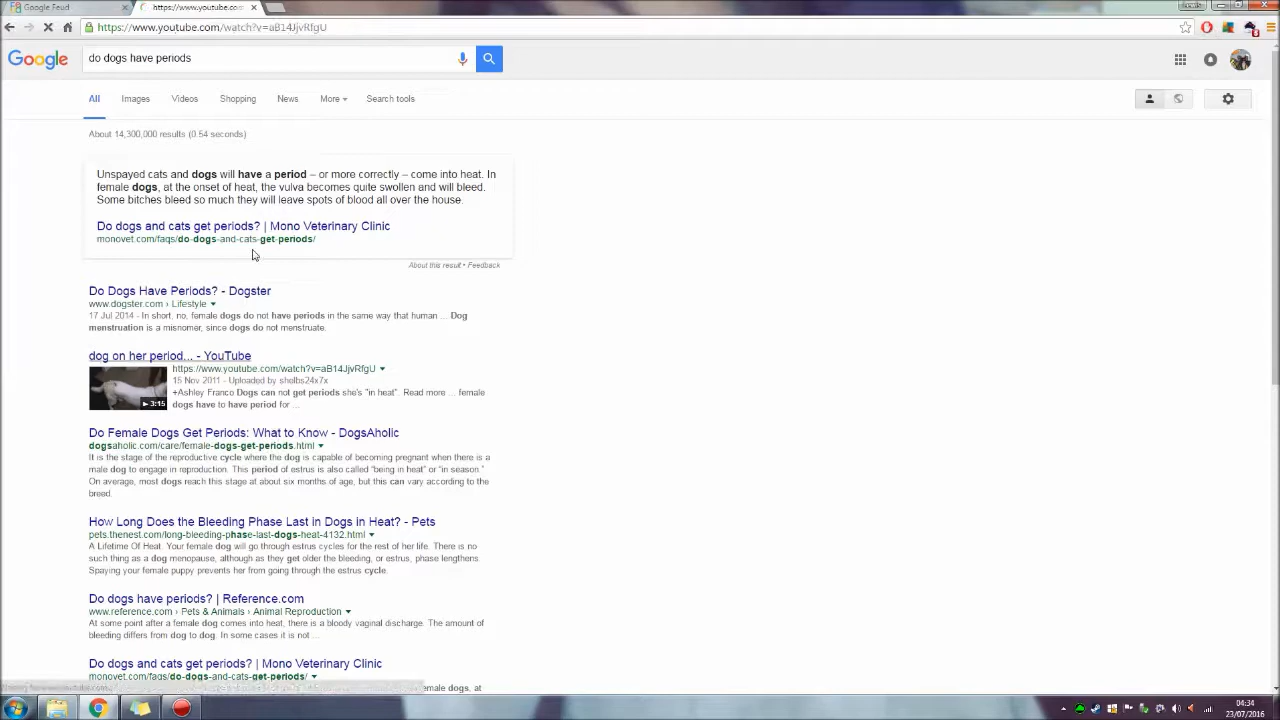 Google Feud
https://www.youtube.com
https://www.youtube.com/watch?v=aB14JjvRfgU
Google
do dogs have periods
All Images Videos Shopping News More Search tools
About 14,300,000 results (0.54 seconds)
Unspayed cats and dogs will have a period – or more correctly – come into heat. In
female dogs, at the onset of heat, the vulva becomes quite swollen and will bleed.
Some bitches bleed so much they will leave spots of blood all over the house.
Do dogs and cats get periods? | Mono Veterinary Clinic
monovet.com/faqs/do-dogs-and-cats-get-periods/
About this result • Feedback
Do Dogs Have Periods? - Dogster
www.dogster.com › Lifestyle
17 Jul 2014 - In short, no, female dogs do not have periods in the same way that human ... Dog
menstruation is a misnomer, since dogs do not menstruate.
dog on her period... - YouTube
https://www.youtube.com/watch?v=aB14JjvRfgU
15 Nov 2011 - Uploaded by shelbs24x7x
+Ashley Franco Dogs can not get periods she's "in heat". Read more ... female
dogs have to have period for ...
3:15
Do Female Dogs Get Periods: What to Know - DogsAholic
dogsaholic.com/care/female-dogs-get-periods.html
It is the stage of the reproductive cycle where the dog is capable of becoming pregnant when there is a
male dog to engage in reproduction. This period of estrus is also called “being in heat” or “in season.”
On average, most dogs reach this stage at about six months of age, but this can vary according to the
breed.
How Long Does the Bleeding Phase Last in Dogs in Heat? - Pets
pets.thenest.com/long-bleeding-phase-last-dogs-heat-4132.html
A Lifetime Of Heat. Your female dog will go through estrus cycles for the rest of her life. There is no
such thing as a dog menopause, although as they get older the bleeding, or estrus, phase lengthens.
Spaying your female puppy prevents her from going through the estrus cycle.
Do dogs have periods? | Reference.com
www.reference.com › Pets & Animals › Animal Reproduction
At some point after a female dog comes into heat, there is a bloody vaginal discharge. The amount of
bleeding differs from dog to dog. In some cases it is not ...
Do dogs and cats get periods? | Mono Veterinary Clinic
monovet.com/faqs/do-dogs-and-cats-get-periods/
female dogs, at
04:34
23/07/2016